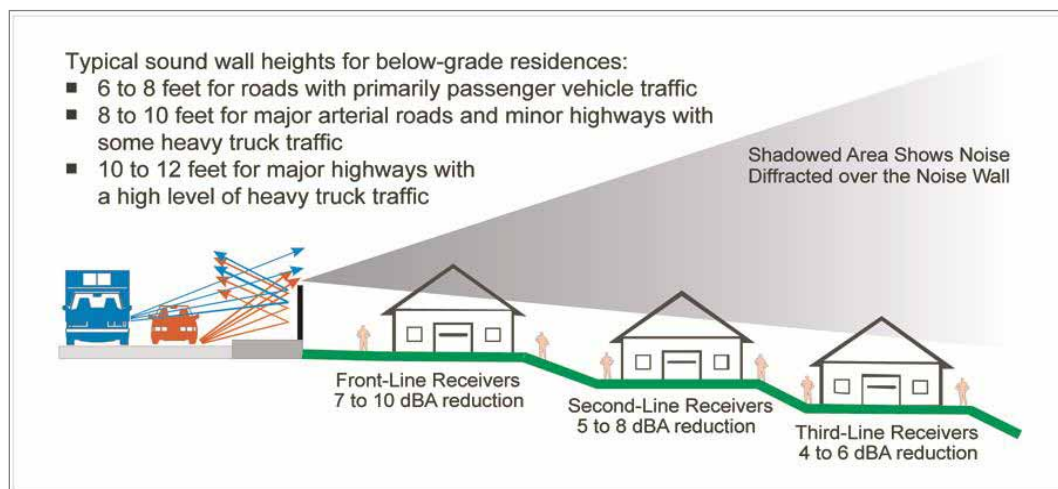 Typical sound wall heights for below-grade residences:
■ 6 to 8 feet for roads with primarily passenger vehicle traffic
■ 8 to 10 feet for major arterial roads and minor highways with
some heavy truck traffic
■ 10 to 12 feet for major highways with
a high level of heavy truck traffic
Shadowed Area Shows Noise
Diffracted over the Noise Wall
Front-Line Receivers
7 to 10 dBA reduction
Second-Line Receivers
5 to 8 dBA reduction
Third-Line Receivers
4 to 6 dBA reduction